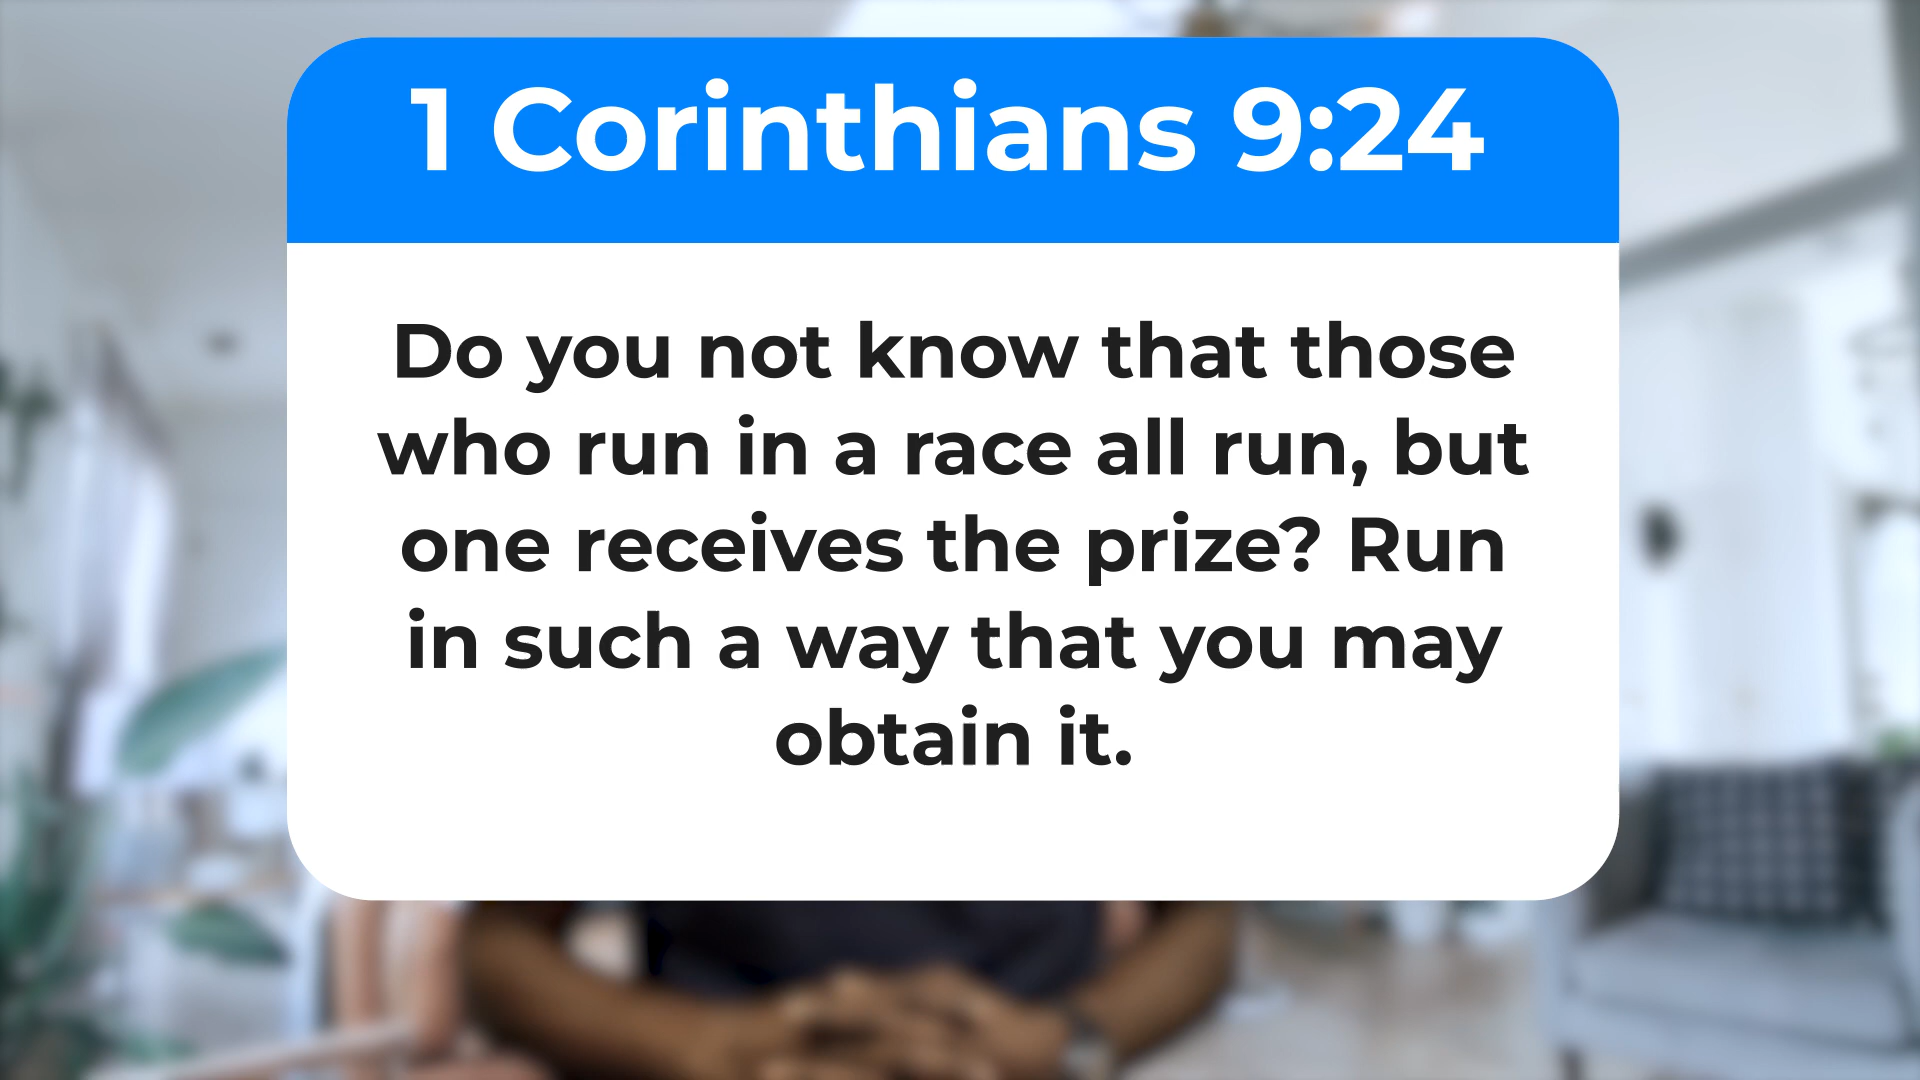 1 Corinthians 9:24
Do you not know that those
who run in a race all run, but
one receives the prize? Run
in such a way that you may
obtain it.